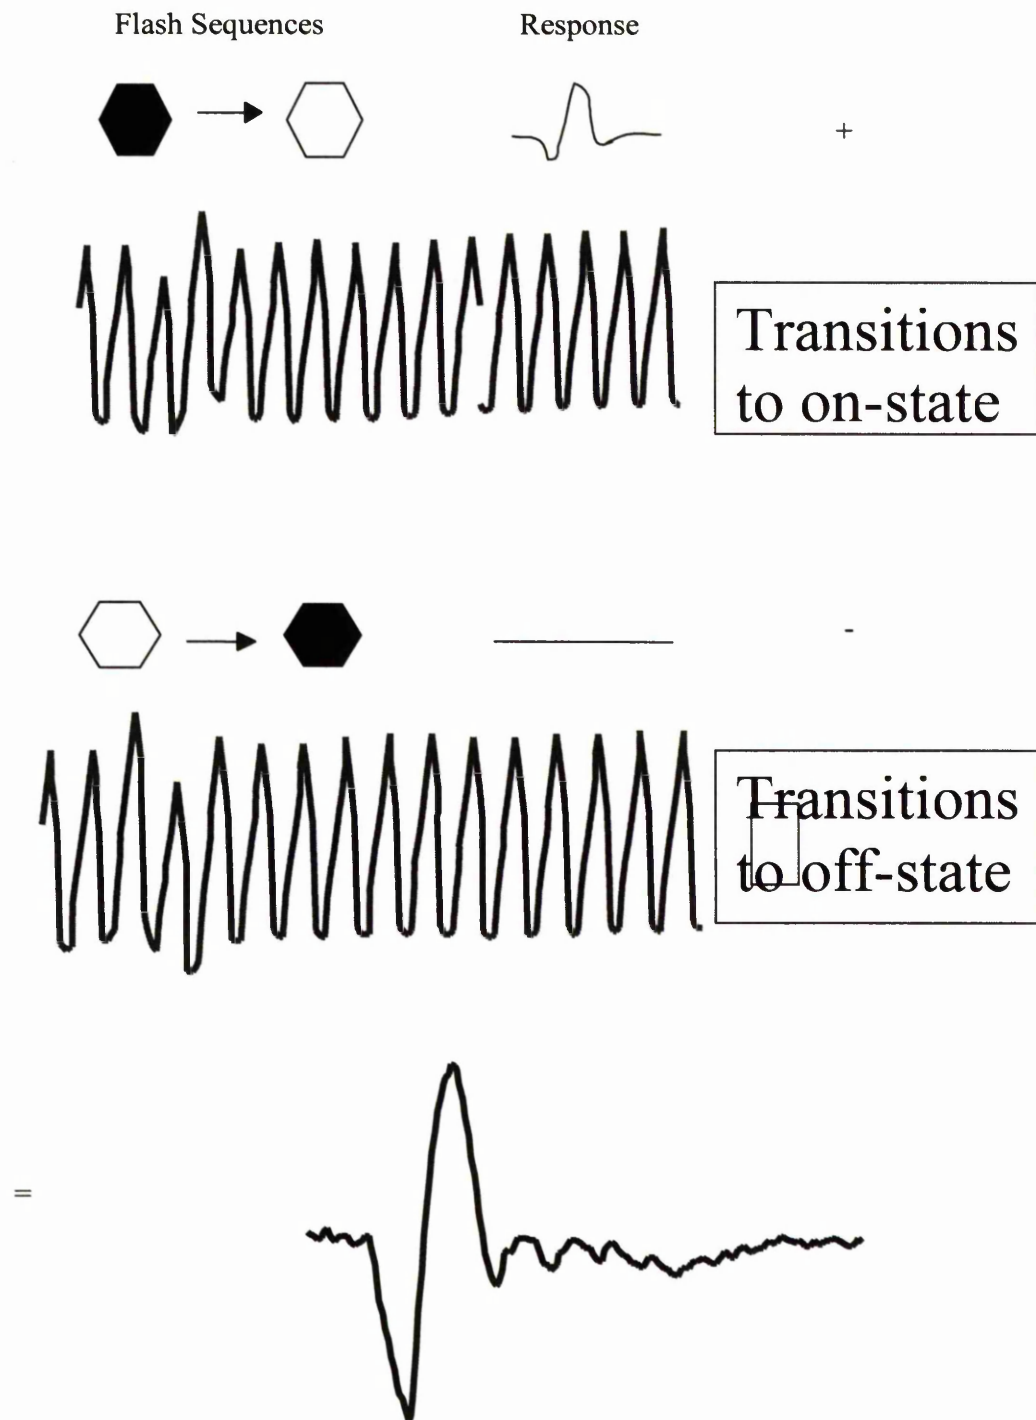 Flash Sequences
Response
+
Transitions
to on-state
-
Transitions
to off-state
=